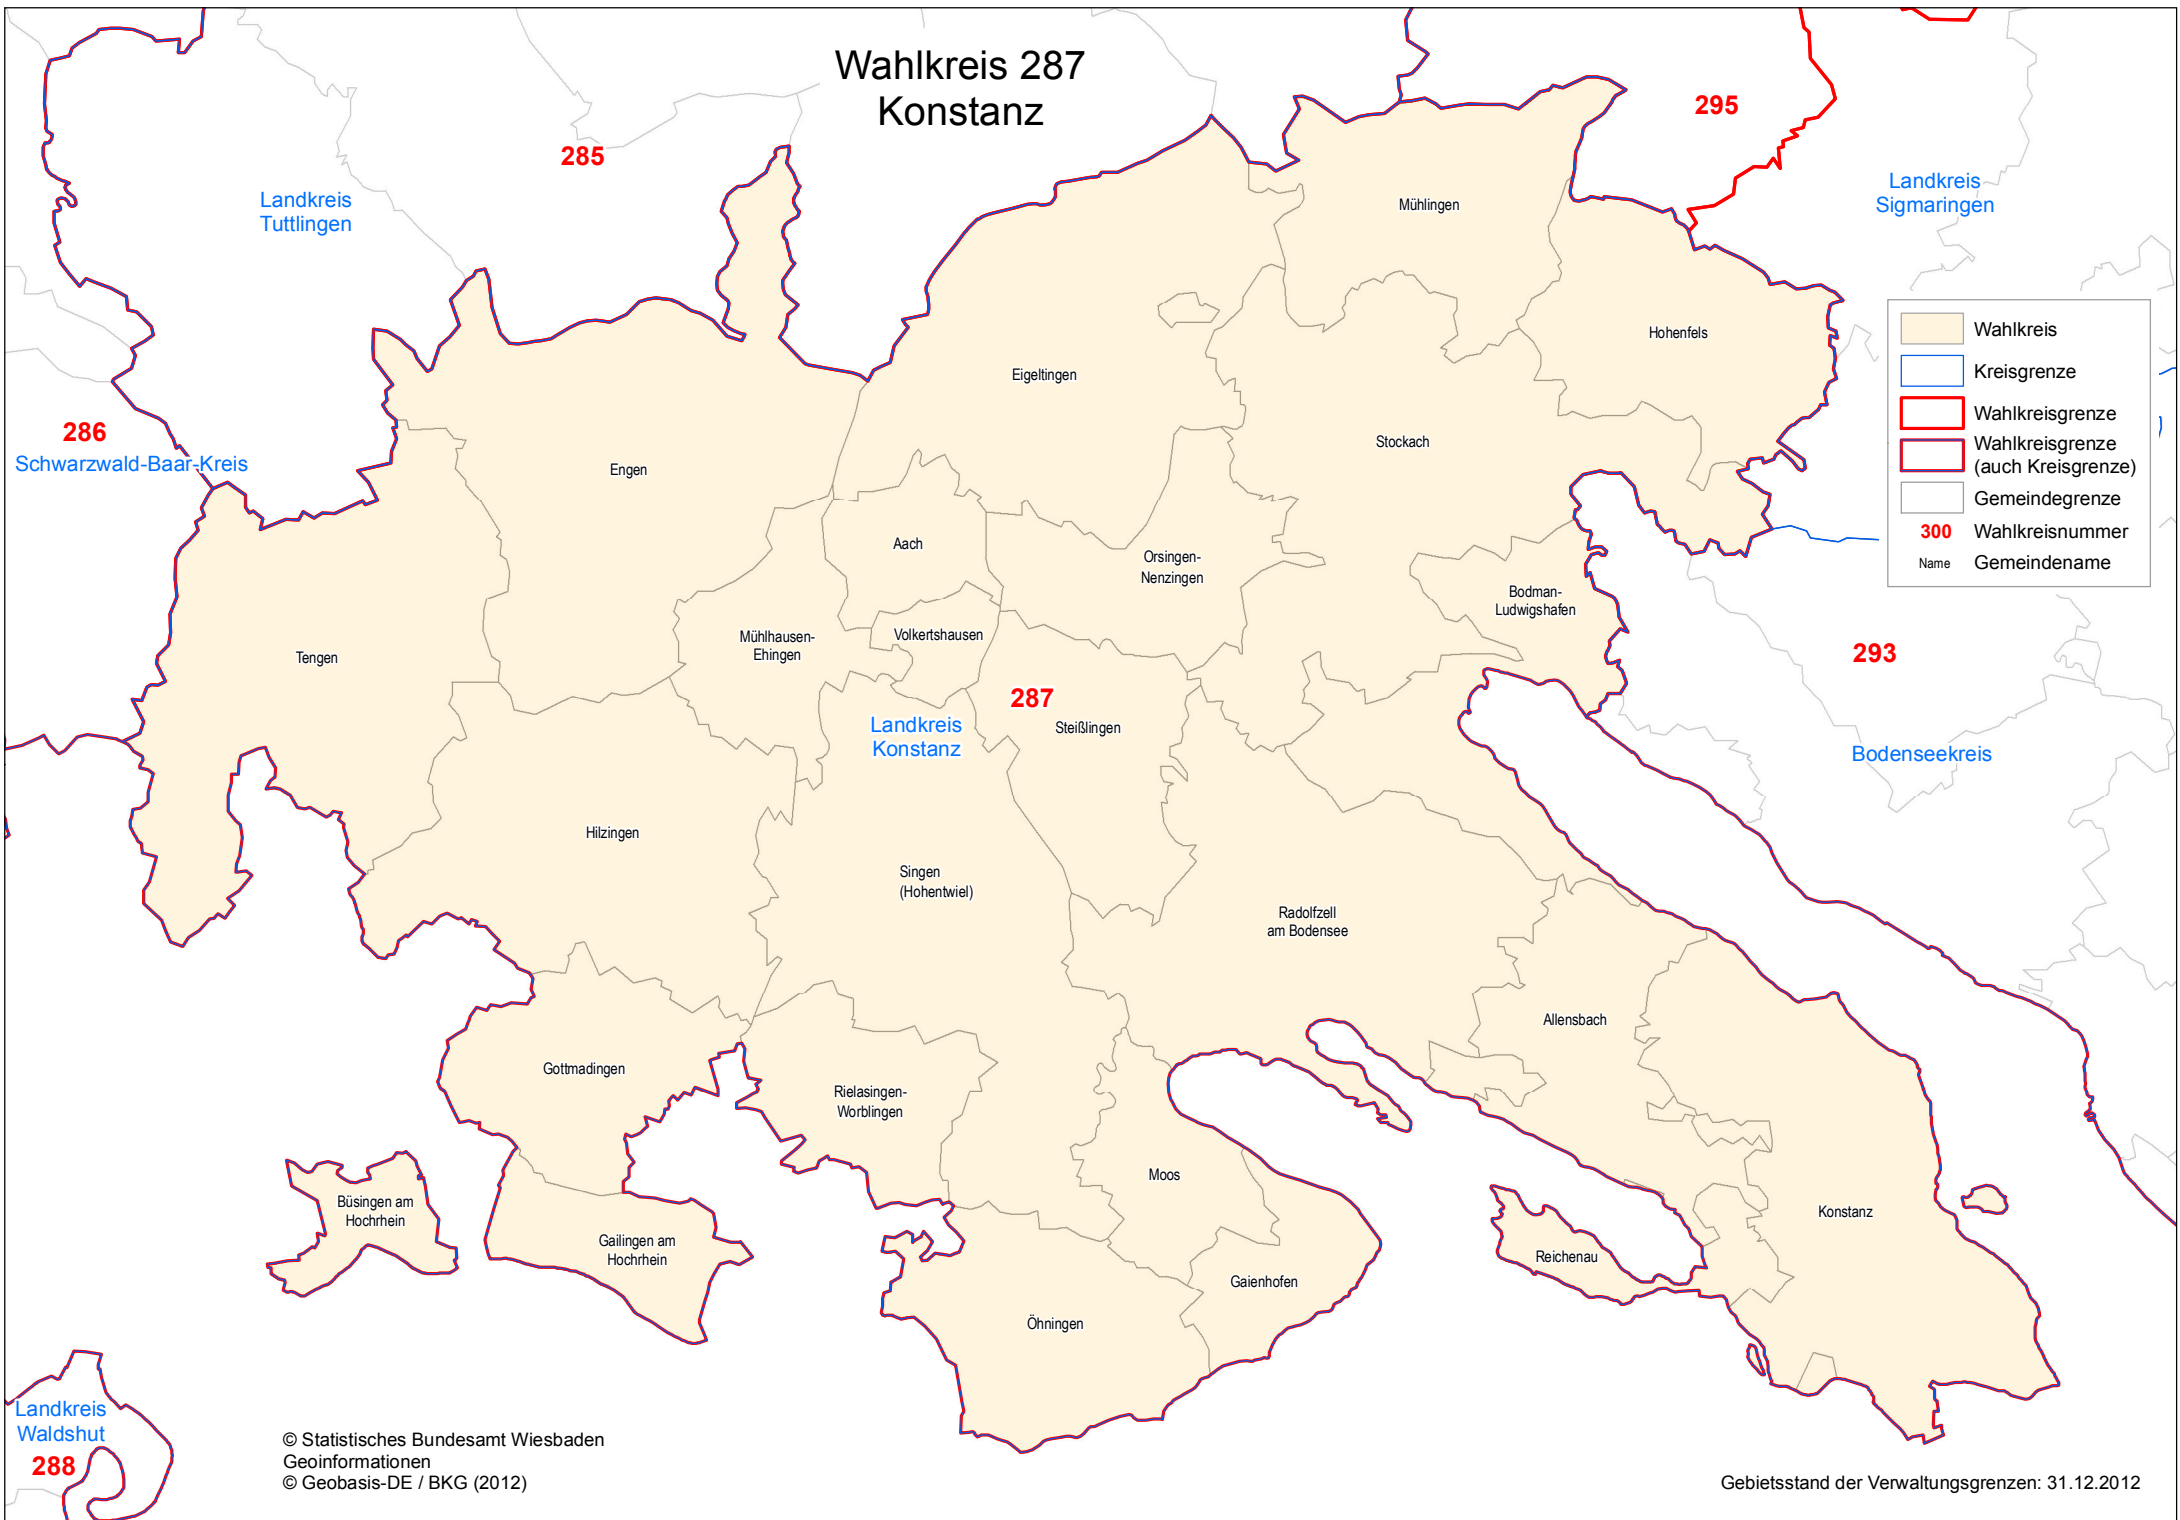 Wahlkreis 287
Konstanz
295
285
Landkreis
Tuttlingen
Landkreis
Sigmaringen
Mühlingen
Hohenfels
Wahlkreis
Kreisgrenze
Wahlkreisgrenze
Wahlkreisgrenze
(auch Kreisgrenze)
Gemeindegrenze
300 Wahlkreisnummer
Name Gemeindename
Eigeltingen
286
Schwarzwald-Baar-Kreis
Engen
Stockach
Aach
Orsingen-
Nenzingen
Bodman-
Ludwigshafen
Tengen
Mühlhausen-
Ehingen
Volkertshausen
293
287
Landkreis
Konstanz
Steißlingen
Bodenseekreis
Hilzingen
Singen
(Hohentwiel)
Radolfzell
am Bodensee
Allensbach
Gottmadingen
Rielasingen-
Worblingen
Moos
Büsingen am
Hochrhein
Konstanz
Gailingen am
Hochrhein
Reichenau
Gaienhofen
Öhningen
Landkreis
Waldshut
288
© Statistisches Bundesamt Wiesbaden
Geoinformationen
© Geobasis-DE / BKG (2012)
Gebietsstand der Verwaltungsgrenzen: 31.12.2012